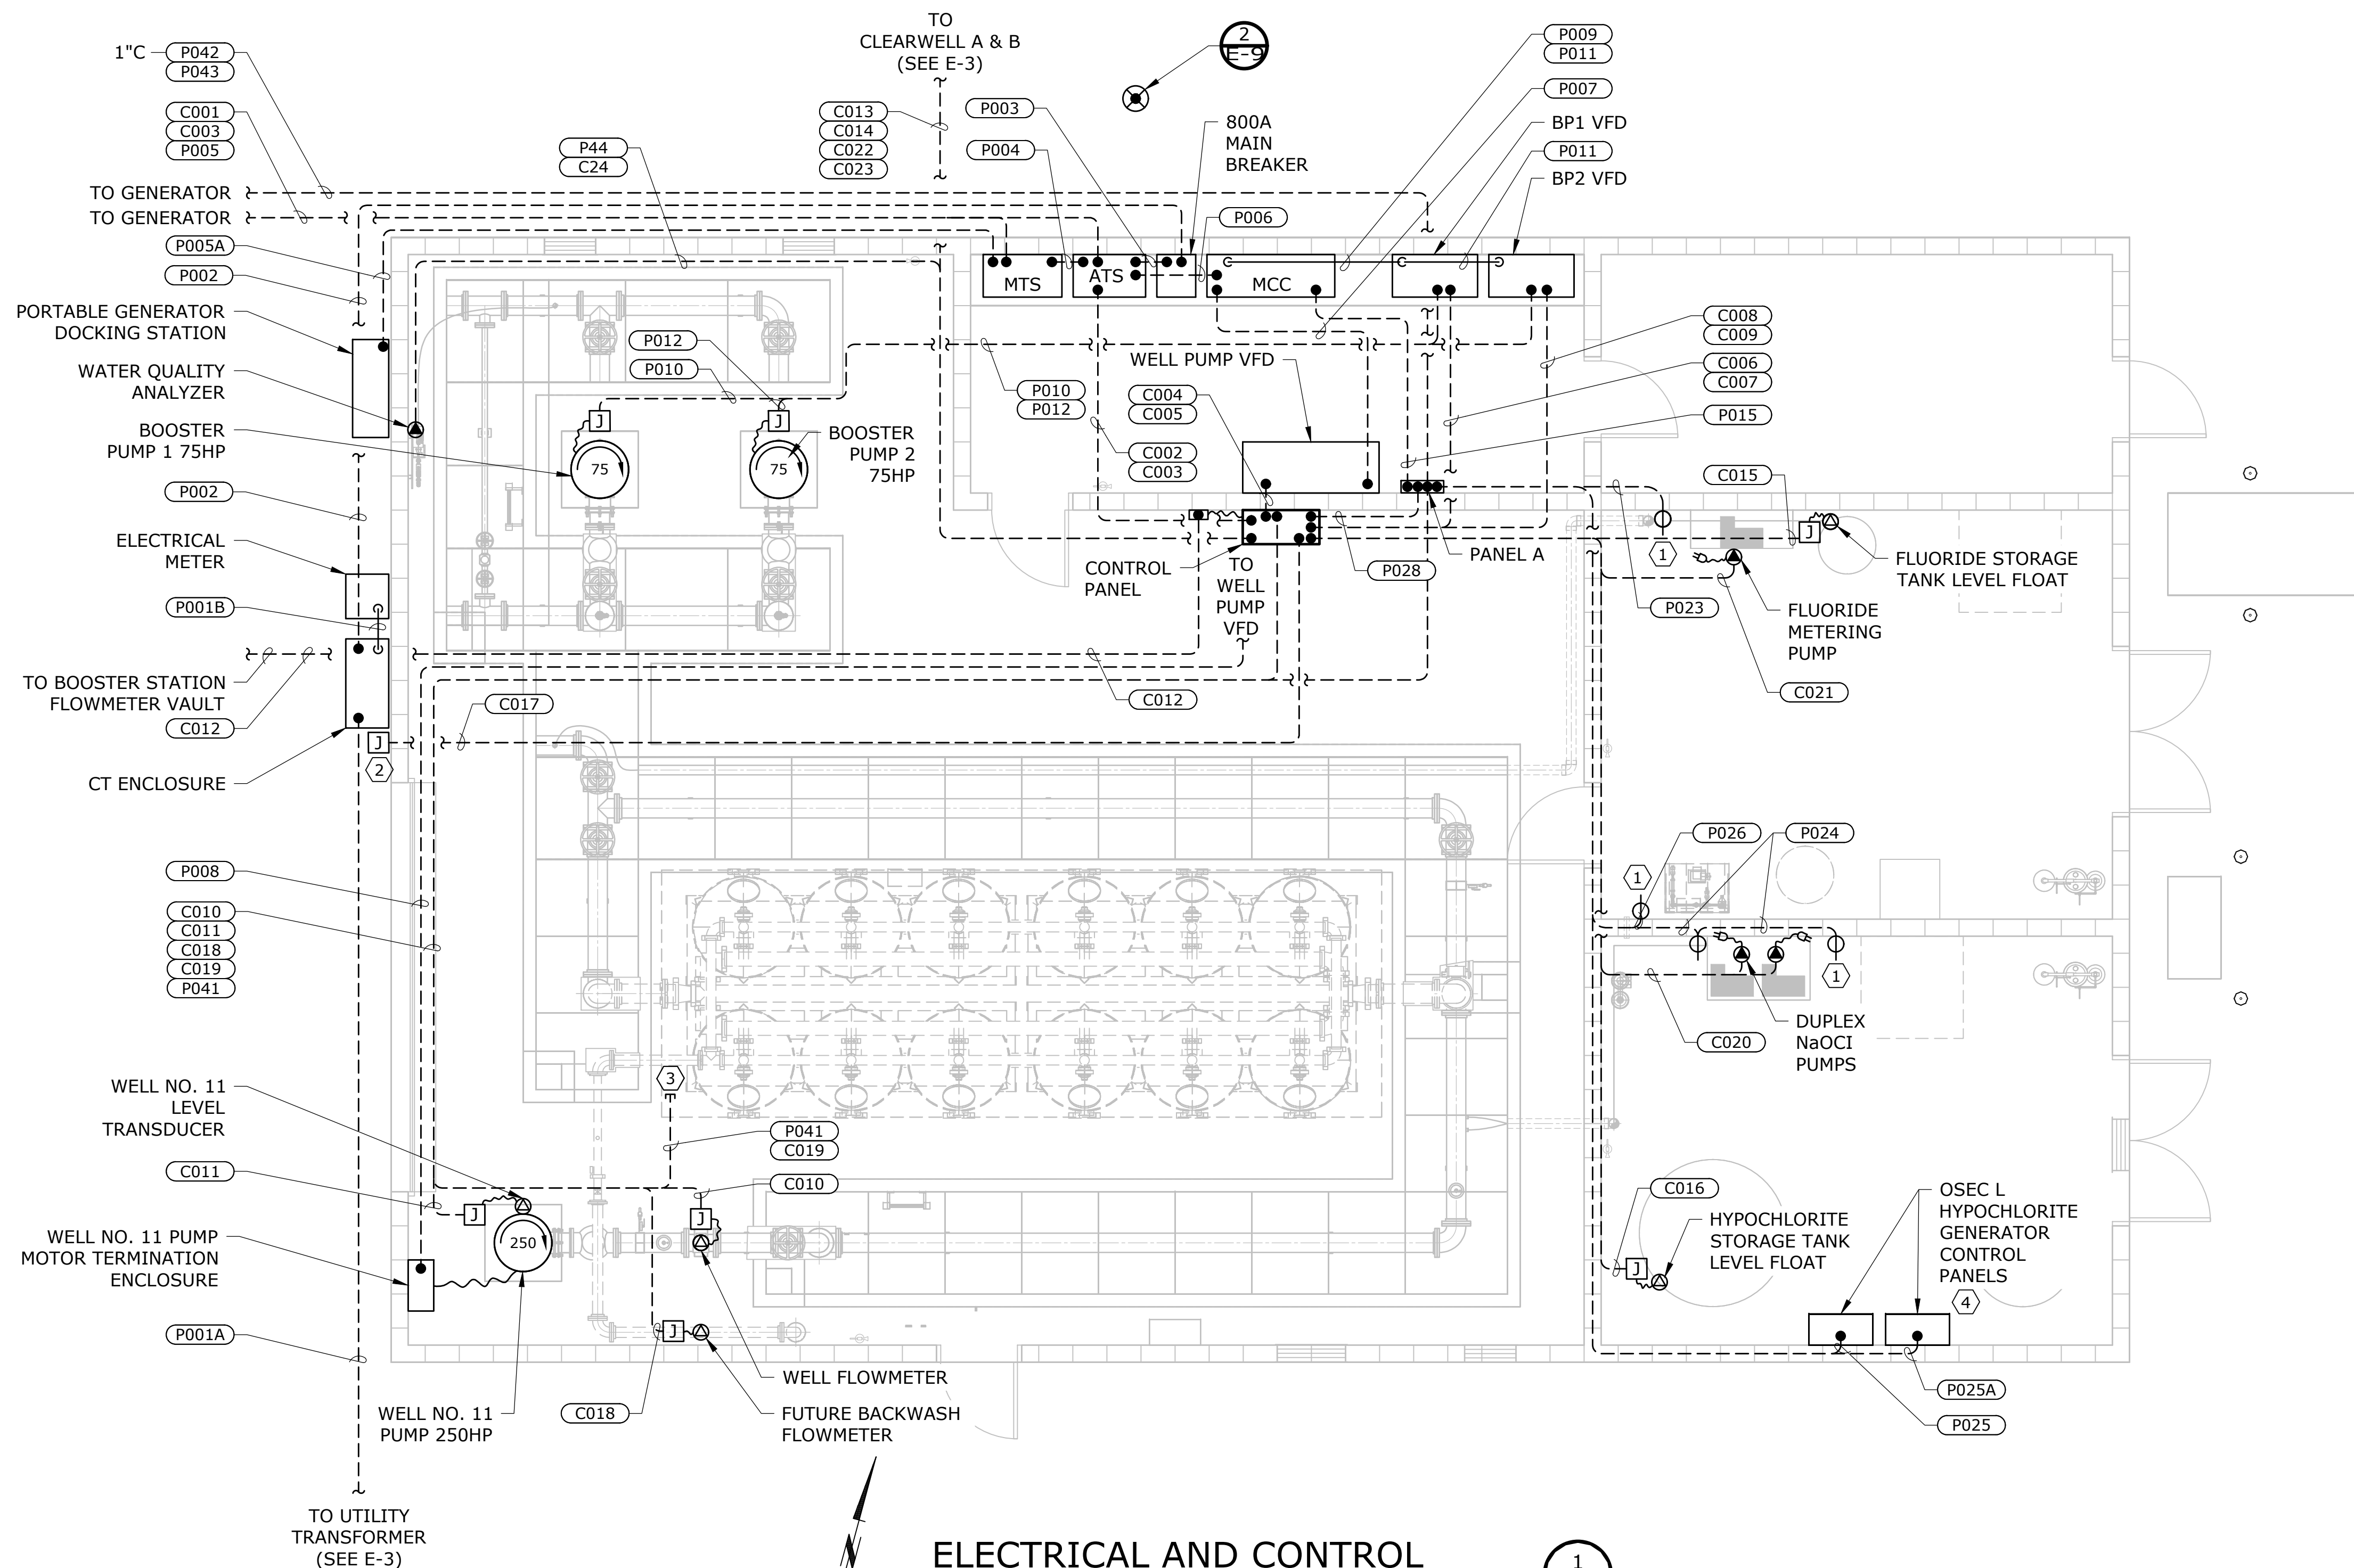 1"C
P042
P043
C001
C003
P005
TO GENERATOR
TO GENERATOR
P005A
P002
PORTABLE GENERATOR
DOCKING STATION
WATER QUALITY
ANALYZER
BOOSTER
PUMP 1 75HP
P002
ELECTRICAL
METER
P001B
TO BOOSTER STATION
FLOWMETER VAULT
C012
CT ENCLOSURE
P008
C010
C011
C018
C019
P041
WELL NO. 11
LEVEL
TRANSDUCER
C011
WELL NO. 11 PUMP
MOTOR TERMINATION
ENCLOSURE
P001A
TO UTILITY
TRANSFORMER
(SEE E-3)
WELL NO. 11
PUMP 250HP
C018
P44
C24
TO
CLEARWELL A & B
(SEE E-3)
C013
C014
C022
C023
P003
P004
2
E-9
800A
MAIN
BREAKER
P006
P009
P011
P007
BP1 VFD
P011
BP2 VFD
MTS
ATS
MCC
P012
P010
J
J
75
75
BOOSTER
PUMP 2
75HP
P010
P012
C002
C003
WELL PUMP VFD
C004
C005
C008
C009
C006
C007
P015
C015
J
1
FLUORIDE STORAGE
TANK LEVEL FLOAT
CONTROL
PANEL
TO
WELL
PUMP
VFD
P028
PANEL A
P023
FLUORIDE
METERING
PUMP
C021
C012
C017
J
2
P026
P024
1
1
C020
DUPLEX
NaOCI
PUMPS
3
P041
C019
C010
J
J
250
J
WELL FLOWMETER
FUTURE BACKWASH
FLOWMETER
C016
J
HYPOCHLORITE
STORAGE TANK
LEVEL FLOAT
OSEC L
HYPOCHLORITE
GENERATOR
CONTROL
PANELS
4
P025A
P025
ELECTRICAL AND CONTROL
1